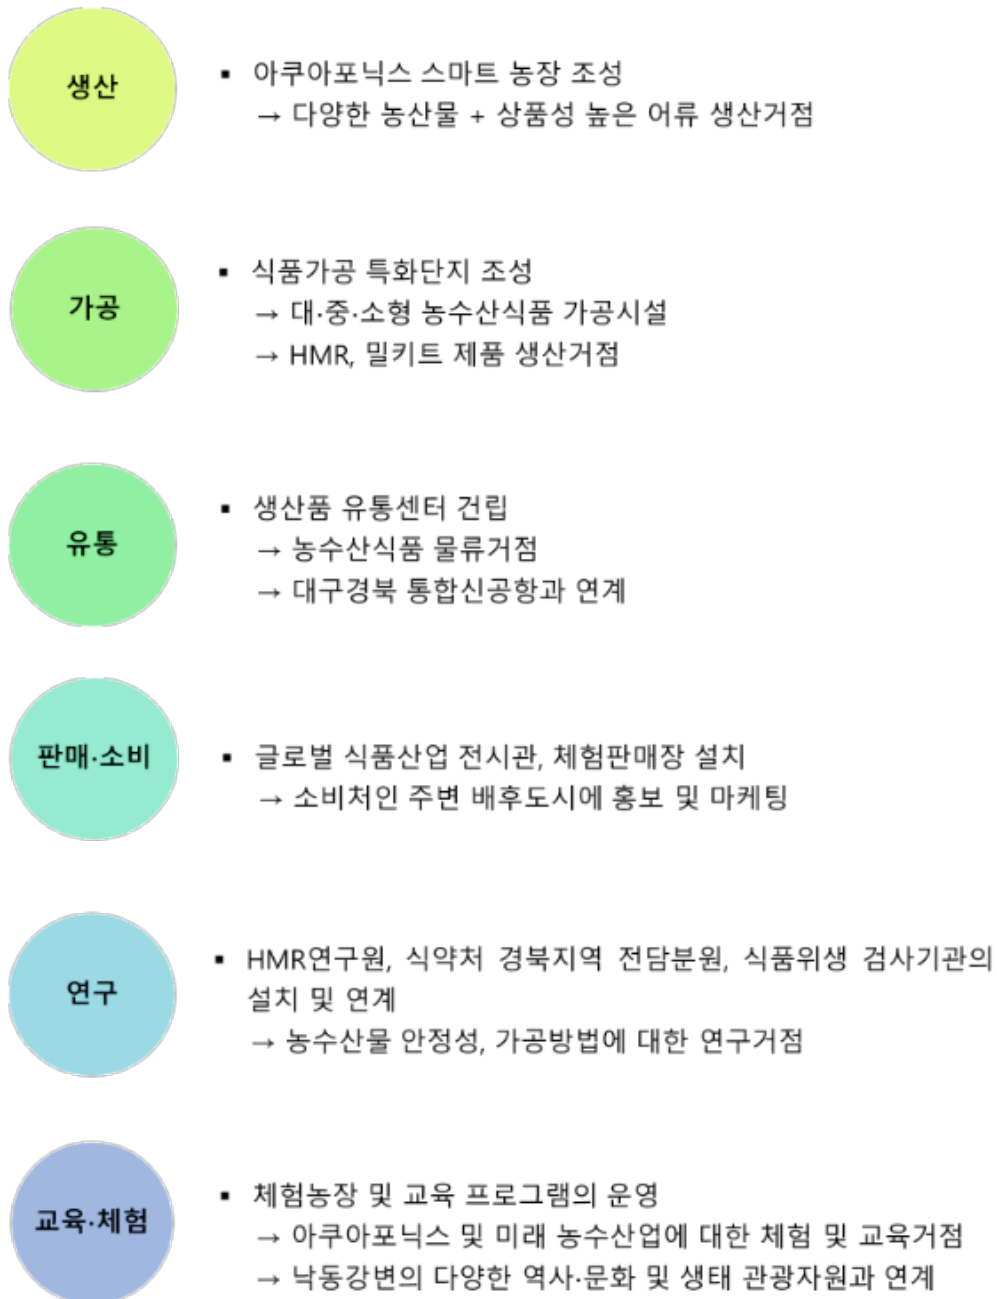 생산
▪ 아쿠아포닉스 스마트 농장 조성
→ 다양한 농산물 + 상품성 높은 어류 생산거점
가공
▪ 식품가공 특화단지 조성
→ 대·중·소형 농수산식품 가공시설
→ HMR, 밀키트 제품 생산거점
유통
▪ 생산품 유통센터 건립
→ 농수산식품 물류거점
→ 대구경북 통합신공항과 연계
판매·소비
▪ 글로벌 식품산업 전시관, 체험판매장 설치
→ 소비처인 주변 배후도시에 홍보 및 마케팅
연구
▪ HMR연구원, 식약처 경북지역 전담분원, 식품위생 검사기관의
설치 및 연계
→ 농수산물 안정성, 가공방법에 대한 연구거점
교육·체험
▪ 체험농장 및 교육 프로그램의 운영
→ 아쿠아포닉스 및 미래 농수산업에 대한 체험 및 교육거점
→ 낙동강변의 다양한 역사·문화 및 생태 관광자원과 연계